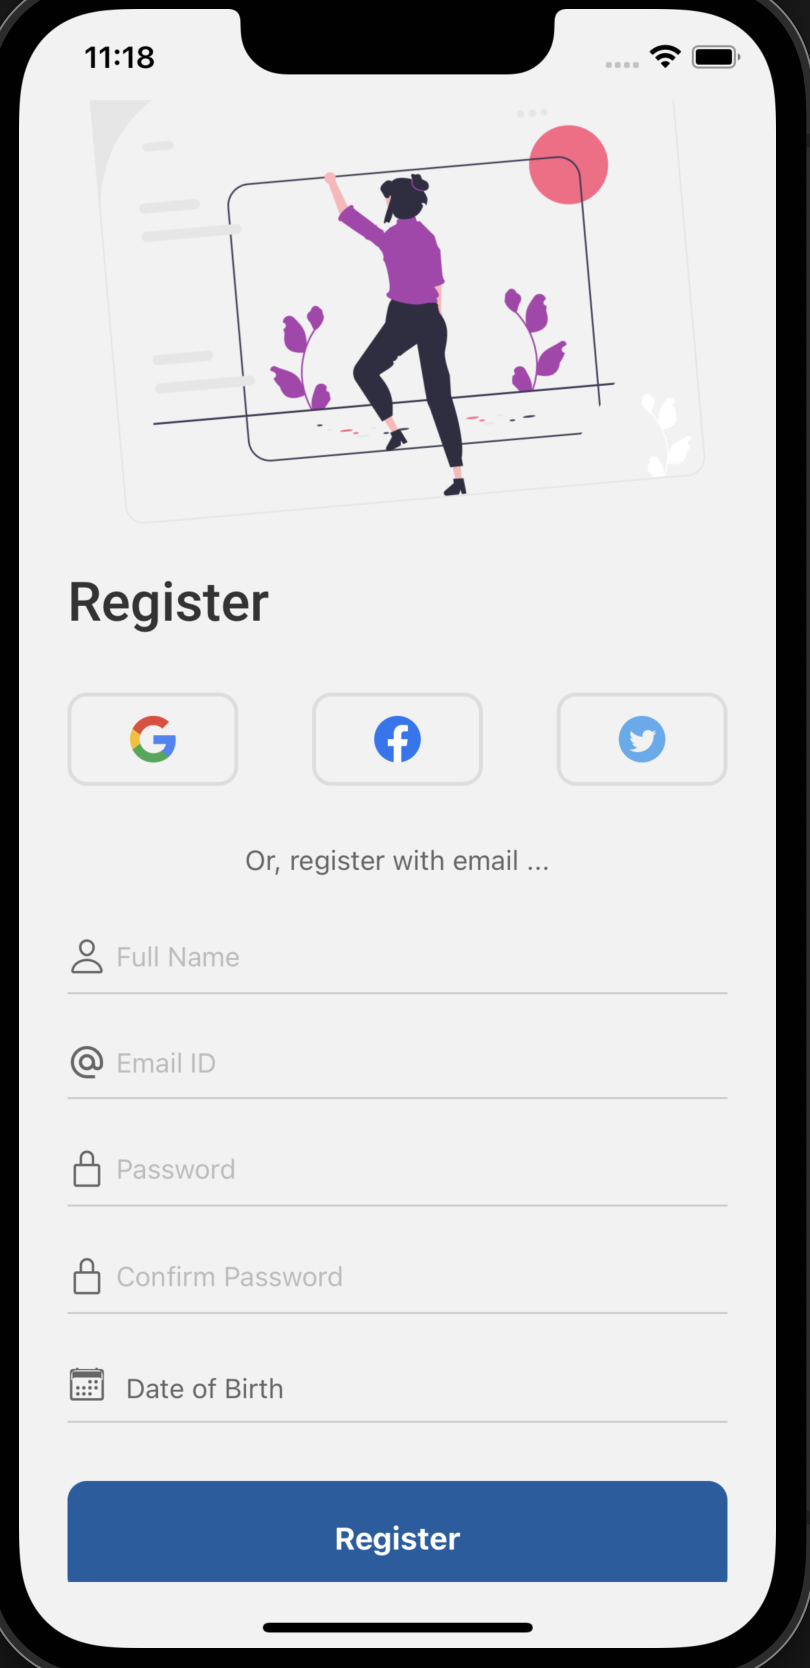 11:18
Register
Or, register with email ...
Full Name
Email ID
Password
Confirm Password
Date of Birth
Register